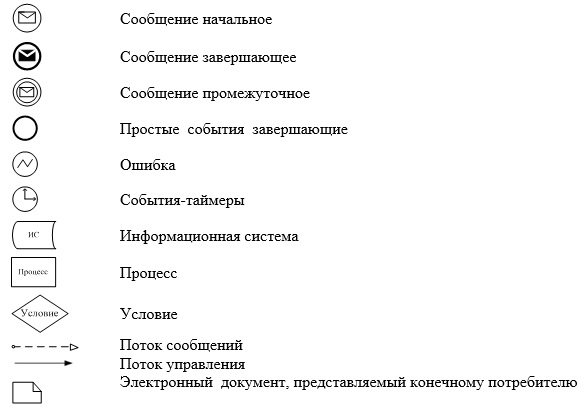 Сообщение начальное
Сообщение завершающее
Сообщение промежуточное
Простые события завершающие
Ошибка
События-таймеры
ИС Информационная система
Процесс Процесс
Условие Условие
Поток сообщений
Поток управления
Электронный документ, представляемый конечному потребителю